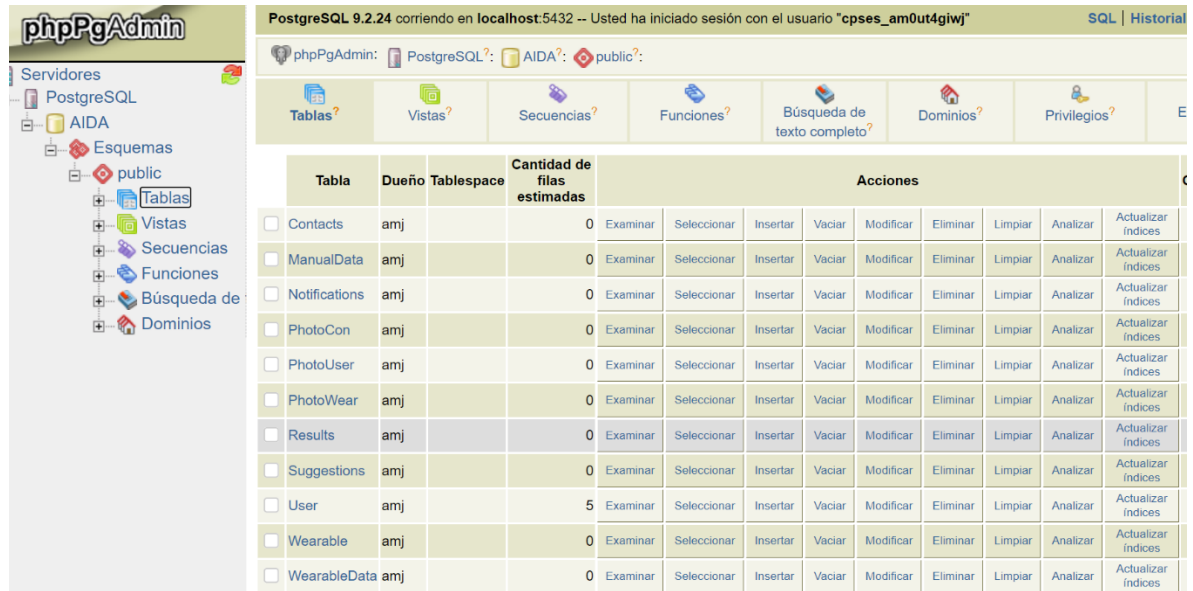 phpPgAdmin
PostgreSQL 9.2.24 corriendo en localhost:5432 -- Usted ha iniciado sesión con el usuario "cpses_am0ut4giwj"
SQL | Historial
phpPgAdmin: PostgreSQL?: AIDA?: public?:
Servidores
PostgreSQL
AIDA
Esquemas
public
Tablas
Vistas
Secuencias
Funciones
Búsqueda de
Dominios
Tablas?
Vistas?
Secuencias?
Funciones?
Búsqueda de
texto completo?
Dominios?
Privilegios?
Tabla Dueño Tablespace Cantidad de
filas
estimadas
Acciones
Contacts amj 0 Examinar Seleccionar Insertar Vaciar Modificar Eliminar Limpiar Analizar Actualizar
índices
ManualData amj 0 Examinar Seleccionar Insertar Vaciar Modificar Eliminar Limpiar Analizar Actualizar
índices
Notifications amj 0 Examinar Seleccionar Insertar Vaciar Modificar Eliminar Limpiar Analizar Actualizar
índices
PhotoCon amj 0 Examinar Seleccionar Insertar Vaciar Modificar Eliminar Limpiar Analizar Actualizar
índices
PhotoUser amj 0 Examinar Seleccionar Insertar Vaciar Modificar Eliminar Limpiar Analizar Actualizar
índices
PhotoWear amj 0 Examinar Seleccionar Insertar Vaciar Modificar Eliminar Limpiar Analizar Actualizar
índices
Results amj 0 Examinar Seleccionar Insertar Vaciar Modificar Eliminar Limpiar Analizar Actualizar
índices
Suggestions amj 0 Examinar Seleccionar Insertar Vaciar Modificar Eliminar Limpiar Analizar Actualizar
índices
User amj 5 Examinar Seleccionar Insertar Vaciar Modificar Eliminar Limpiar Analizar Actualizar
índices
Wearable amj 0 Examinar Seleccionar Insertar Vaciar Modificar Eliminar Limpiar Analizar Actualizar
índices
WearableData amj 0 Examinar Seleccionar Insertar Vaciar Modificar Eliminar Limpiar Analizar Actualizar
índices